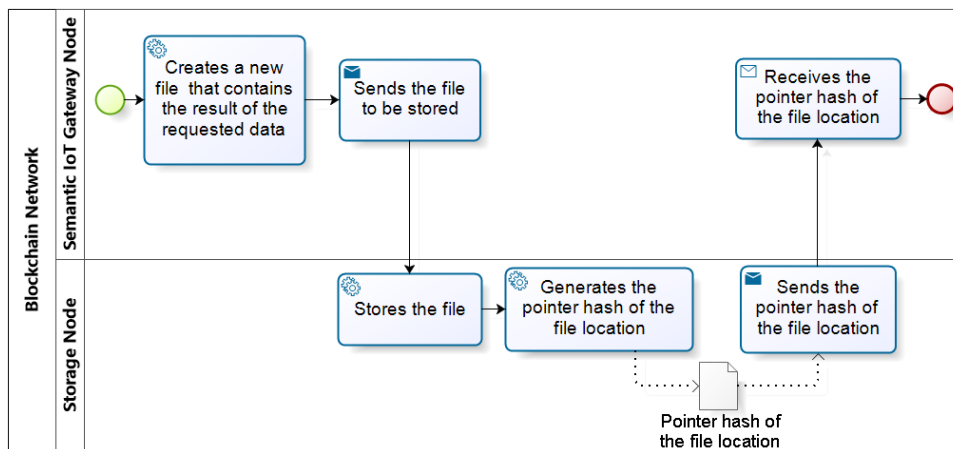 Blockchain Network
Semantic IoT Gateway Node
Creates a new
file that contains
the result of the
requested data
Sends the file
to be stored
Receives the
pointer hash of
the file location
Storage Node
Stores the file
Generates the
pointer hash of the
file location
Sends the
pointer hash of
the file location
Pointer hash of
the file location